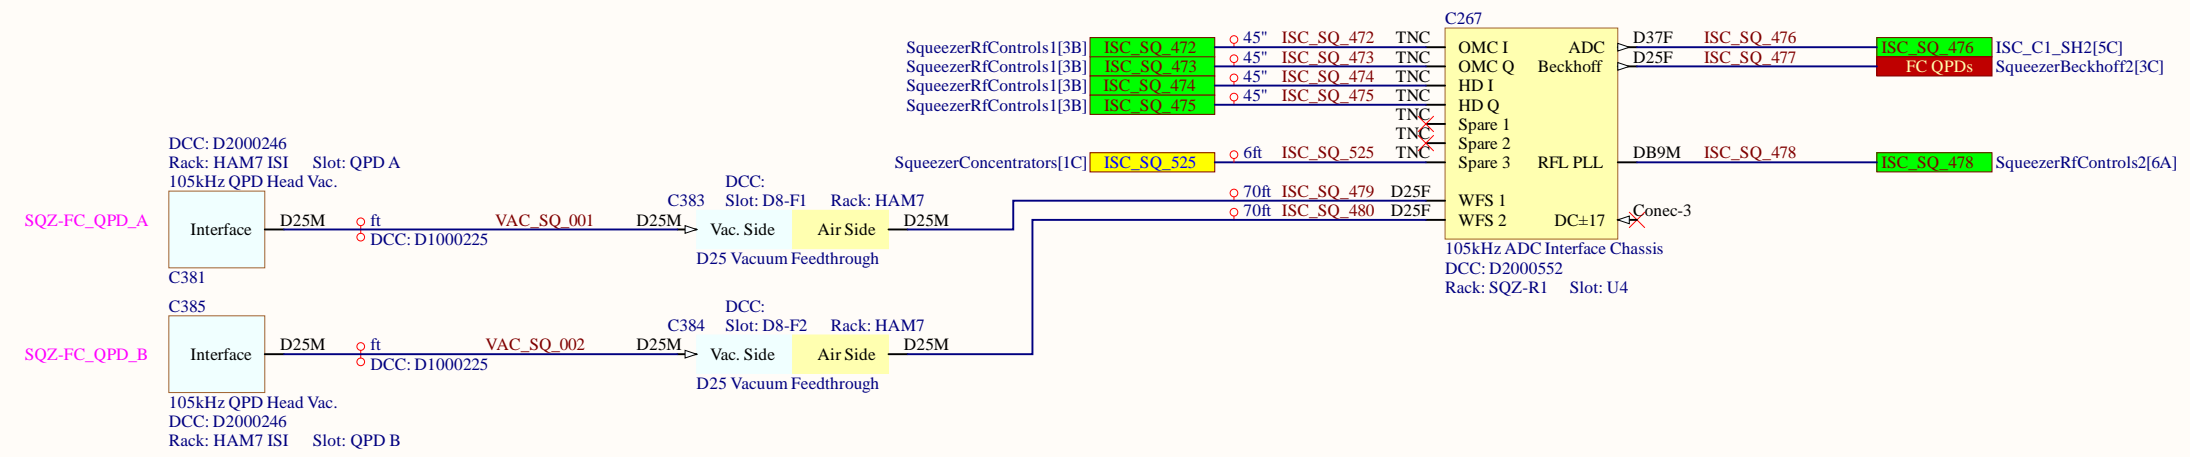 C267
SqueezerRfControls1[3B] ISC_SQ_472 45" ISC_SQ_472 TNC OMC I ADC D37F ISC_SQ_476 ISC_SQ_476 ISC_C1_SH2[5C]
SqueezerRfControls1[3B] ISC_SQ_473 45" ISC_SQ_473 TNC OMC Q Beckhoff D25F ISC_SQ_477 FC QPDs SqueezerBeckhoff2[3C]
SqueezerRfControls1[3B] ISC_SQ_474 45" ISC_SQ_474 TNC HD I
SqueezerRfControls1[3B] ISC_SQ_475 45" ISC_SQ_475 TNC HD Q
TNC Spare 1
TNC Spare 2
SqueezerConcentrators[1C] ISC_SQ_525 6ft ISC_SQ_525 TNC Spare 3 RFL PLL DB9M ISC_SQ_478 ISC_SQ_478 SqueezerRfControls2[6A]
70ft ISC_SQ_479 D25F WFS 1
70ft ISC_SQ_480 D25F WFS 2 DC±17 Conec-3
105kHz ADC Interface Chassis
DCC: D2000552
Rack: SQZ-R1 Slot: U4
DCC: D2000246
Rack: HAM7 ISI Slot: QPD A
105kHz QPD Head Vac.
SQZ-FC_QPD_A Interface D25M ft VAC_SQ_001 D25M
DCC: D1000225
C381
DCC:
C383 Slot: D8-F1 Rack: HAM7
Vac. Side Air Side D25M
D25 Vacuum Feedthrough
C385
SQZ-FC_QPD_B Interface D25M ft VAC_SQ_002 D25M
DCC: D1000225
105kHz QPD Head Vac.
DCC: D2000246
Rack: HAM7 ISI Slot: QPD B
DCC:
C384 Slot: D8-F2 Rack: HAM7
Vac. Side Air Side D25M
D25 Vacuum Feedthrough